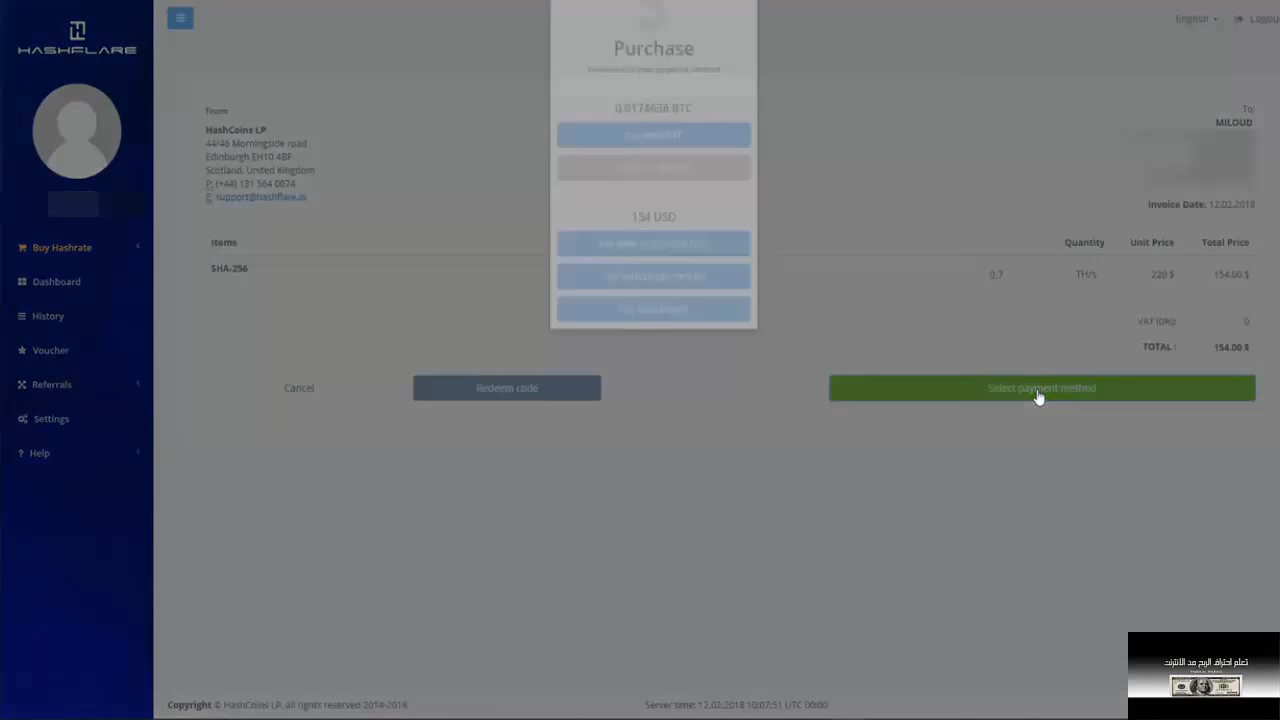 English
Logout
HASHFLARE
Purchase
0.0174656 BTC
154 USD
From
HashCoins LP
44/46 Morningside road
Edinburgh EH10 4BF
Scotland, United Kingdom
P: (+44) 131 564 0074
E: support@hashflare.io
To:
MILOUD
Invoice Date: 12.02.2018
Items
Quantity
Unit Price
Total Price
SHA-256
0.7
TH/s
220 $
154.00 $
VAT (0%):
0
TOTAL :
154.00 $
Cancel
Redeem code
Select payment method
Buy Hashrate
Dashboard
History
Voucher
Referrals
Settings
? Help
Copyright © HashCoins LP, all rights reserved 2014-2018
Server time: 12.02.2018 10:07:51 UTC 00:00
تعلم احتراف الربح من الانترنت